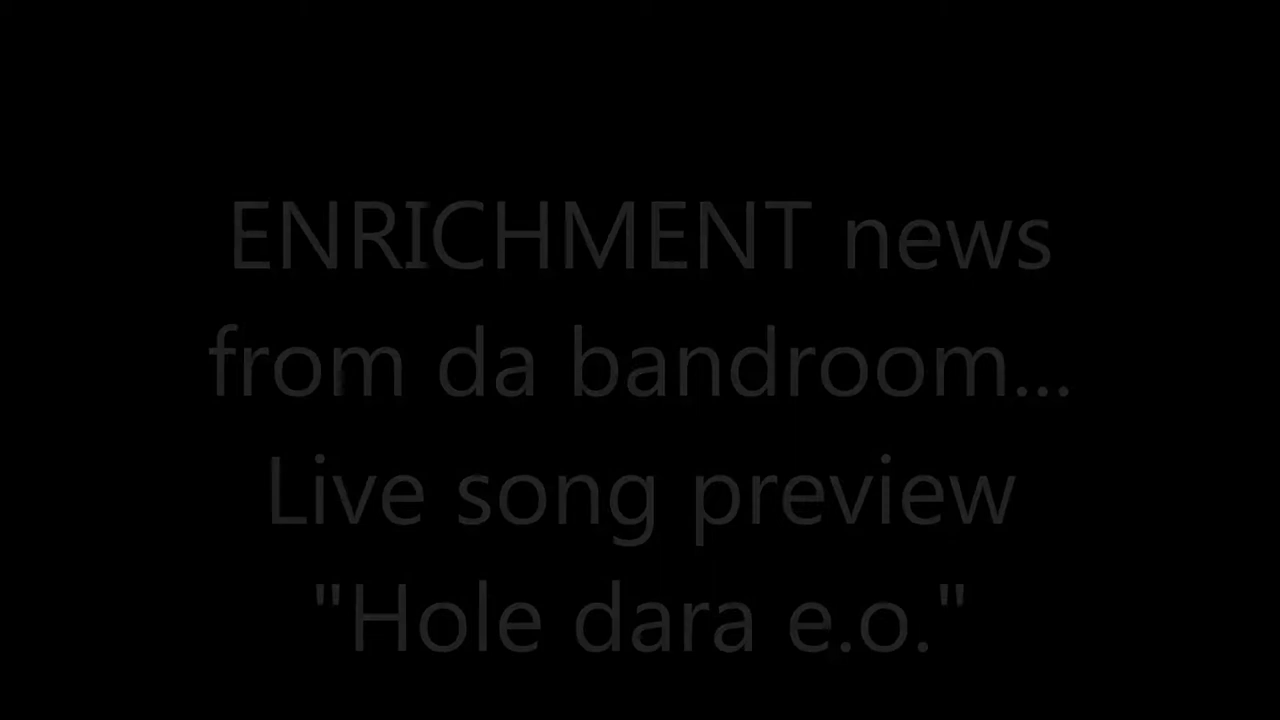 ENRICHMENT news
from da bandroom...
Live song preview
"Hole dara e.o."